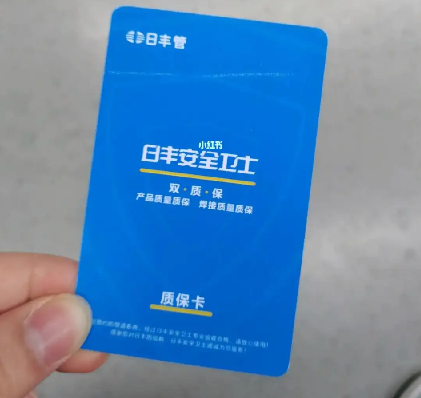 日丰管
小红书
日丰安全卫士
双·质·保
产品质量质保 焊接质量质保
质保卡